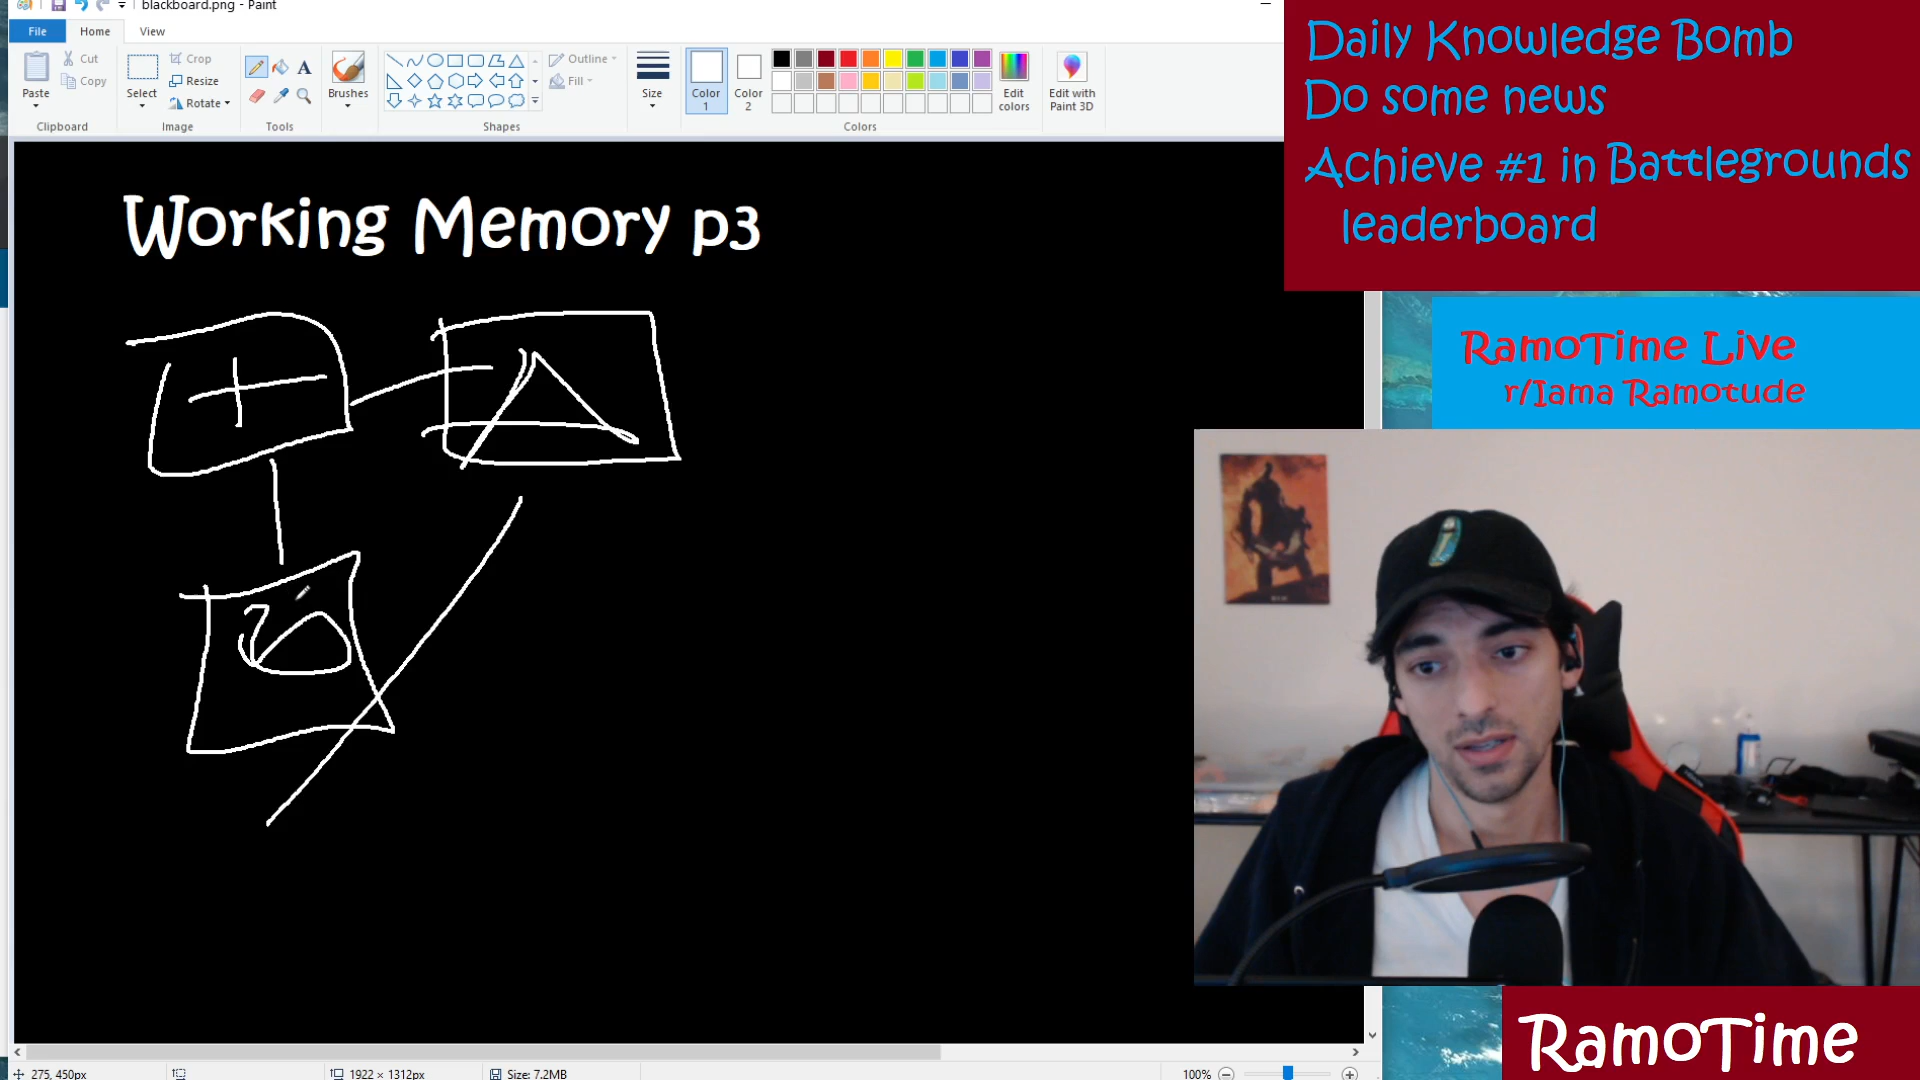 blackboard.png - Paint
File Home View
Paste
Cut
Copy
Clipboard
Select
Crop
Resize
Rotate
Image
A
Tools
Brushes
Outline
Fill
Shapes
Size
Color 1
Color 2
Edit colors
Edit with Paint 3D
Colors
Working Memory p3
Daily Knowledge Bomb
Do some news
Achieve #1 in Battlegrounds
leaderboard
RamoTime Live
r/Iama Ramotude
RamoTime
275, 450px
1922 × 1312px
Size: 7.2MB
100%